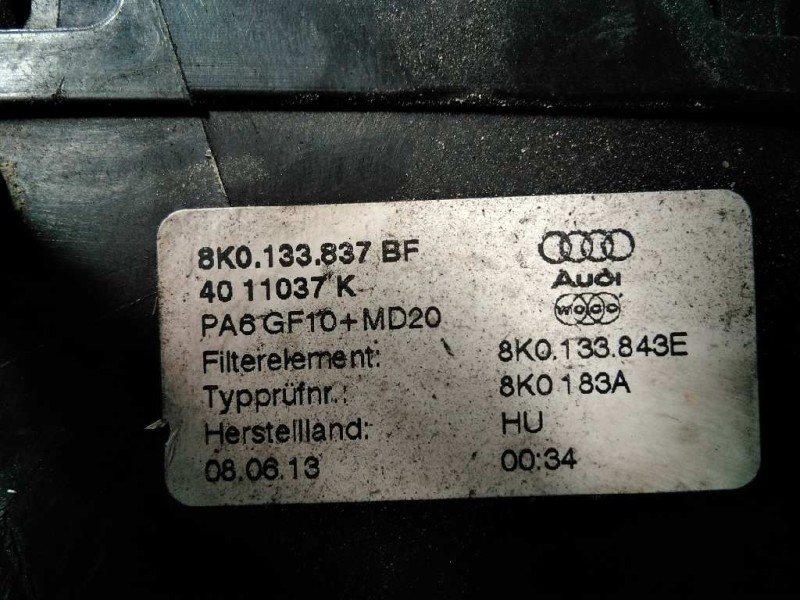 8K0.133.837 BF
40 11037 K
PA6 GF10+MD20
Filterelement: 8K0.133.843E
Typprüfnr.: 8K0 183A
Herstellland: HU
08.06.13 00:34
Audi
WOCC